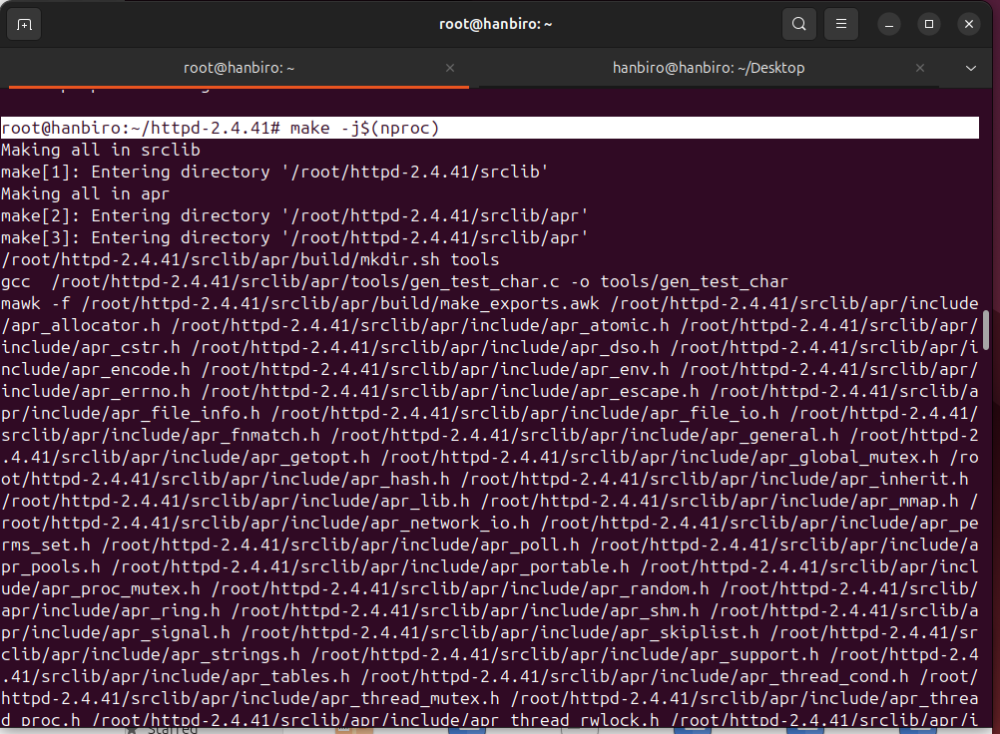 root@hanbiro: ~
root@hanbiro: ~
hanbiro@hanbiro: ~/Desktop
root@hanbiro:~/httpd-2.4.41# make -j$(nproc)
Making all in srclib
make[1]: Entering directory '/root/httpd-2.4.41/srclib'
Making all in apr
make[2]: Entering directory '/root/httpd-2.4.41/srclib/apr'
make[3]: Entering directory '/root/httpd-2.4.41/srclib/apr'
/root/httpd-2.4.41/srclib/apr/build/mkdir.sh tools
gcc  /root/httpd-2.4.41/srclib/apr/tools/gen_test_char.c -o tools/gen_test_char
mawk -f /root/httpd-2.4.41/srclib/apr/build/make_exports.awk /root/httpd-2.4.41/srclib/apr/include
/apr_allocator.h /root/httpd-2.4.41/srclib/apr/include/apr_atomic.h /root/httpd-2.4.41/srclib/apr/
include/apr_cstr.h /root/httpd-2.4.41/srclib/apr/include/apr_dso.h /root/httpd-2.4.41/srclib/apr/i
nclude/apr_encode.h /root/httpd-2.4.41/srclib/apr/include/apr_env.h /root/httpd-2.4.41/srclib/apr/
include/apr_errno.h /root/httpd-2.4.41/srclib/apr/include/apr_escape.h /root/httpd-2.4.41/srclib/a
pr/include/apr_file_info.h /root/httpd-2.4.41/srclib/apr/include/apr_file_io.h /root/httpd-2.4.41/
srclib/apr/include/apr_fnmatch.h /root/httpd-2.4.41/srclib/apr/include/apr_general.h /root/httpd-2
.4.41/srclib/apr/include/apr_getopt.h /root/httpd-2.4.41/srclib/apr/include/apr_global_mutex.h /ro
ot/httpd-2.4.41/srclib/apr/include/apr_hash.h /root/httpd-2.4.41/srclib/apr/include/apr_inherit.h
/root/httpd-2.4.41/srclib/apr/include/apr_lib.h /root/httpd-2.4.41/srclib/apr/include/apr_mmap.h /
root/httpd-2.4.41/srclib/apr/include/apr_network_io.h /root/httpd-2.4.41/srclib/apr/include/apr_pe
rms_set.h /root/httpd-2.4.41/srclib/apr/include/apr_poll.h /root/httpd-2.4.41/srclib/apr/include/a
pr_pools.h /root/httpd-2.4.41/srclib/apr/include/apr_portable.h /root/httpd-2.4.41/srclib/apr/incl
ude/apr_proc_mutex.h /root/httpd-2.4.41/srclib/apr/include/apr_random.h /root/httpd-2.4.41/srclib/
apr/include/apr_ring.h /root/httpd-2.4.41/srclib/apr/include/apr_shm.h /root/httpd-2.4.41/srclib/a
pr/include/apr_signal.h /root/httpd-2.4.41/srclib/apr/include/apr_skiplist.h /root/httpd-2.4.41/sr
clib/apr/include/apr_strings.h /root/httpd-2.4.41/srclib/apr/include/apr_support.h /root/httpd-2.4
.41/srclib/apr/include/apr_tables.h /root/httpd-2.4.41/srclib/apr/include/apr_thread_cond.h /root/
httpd-2.4.41/srclib/apr/include/apr_thread_mutex.h /root/httpd-2.4.41/srclib/apr/include/apr_threa
d_proc.h /root/httpd-2.4.41/srclib/apr/include/apr_thread_rwlock.h /root/httpd-2.4.41/srclib/apr/i
Starred